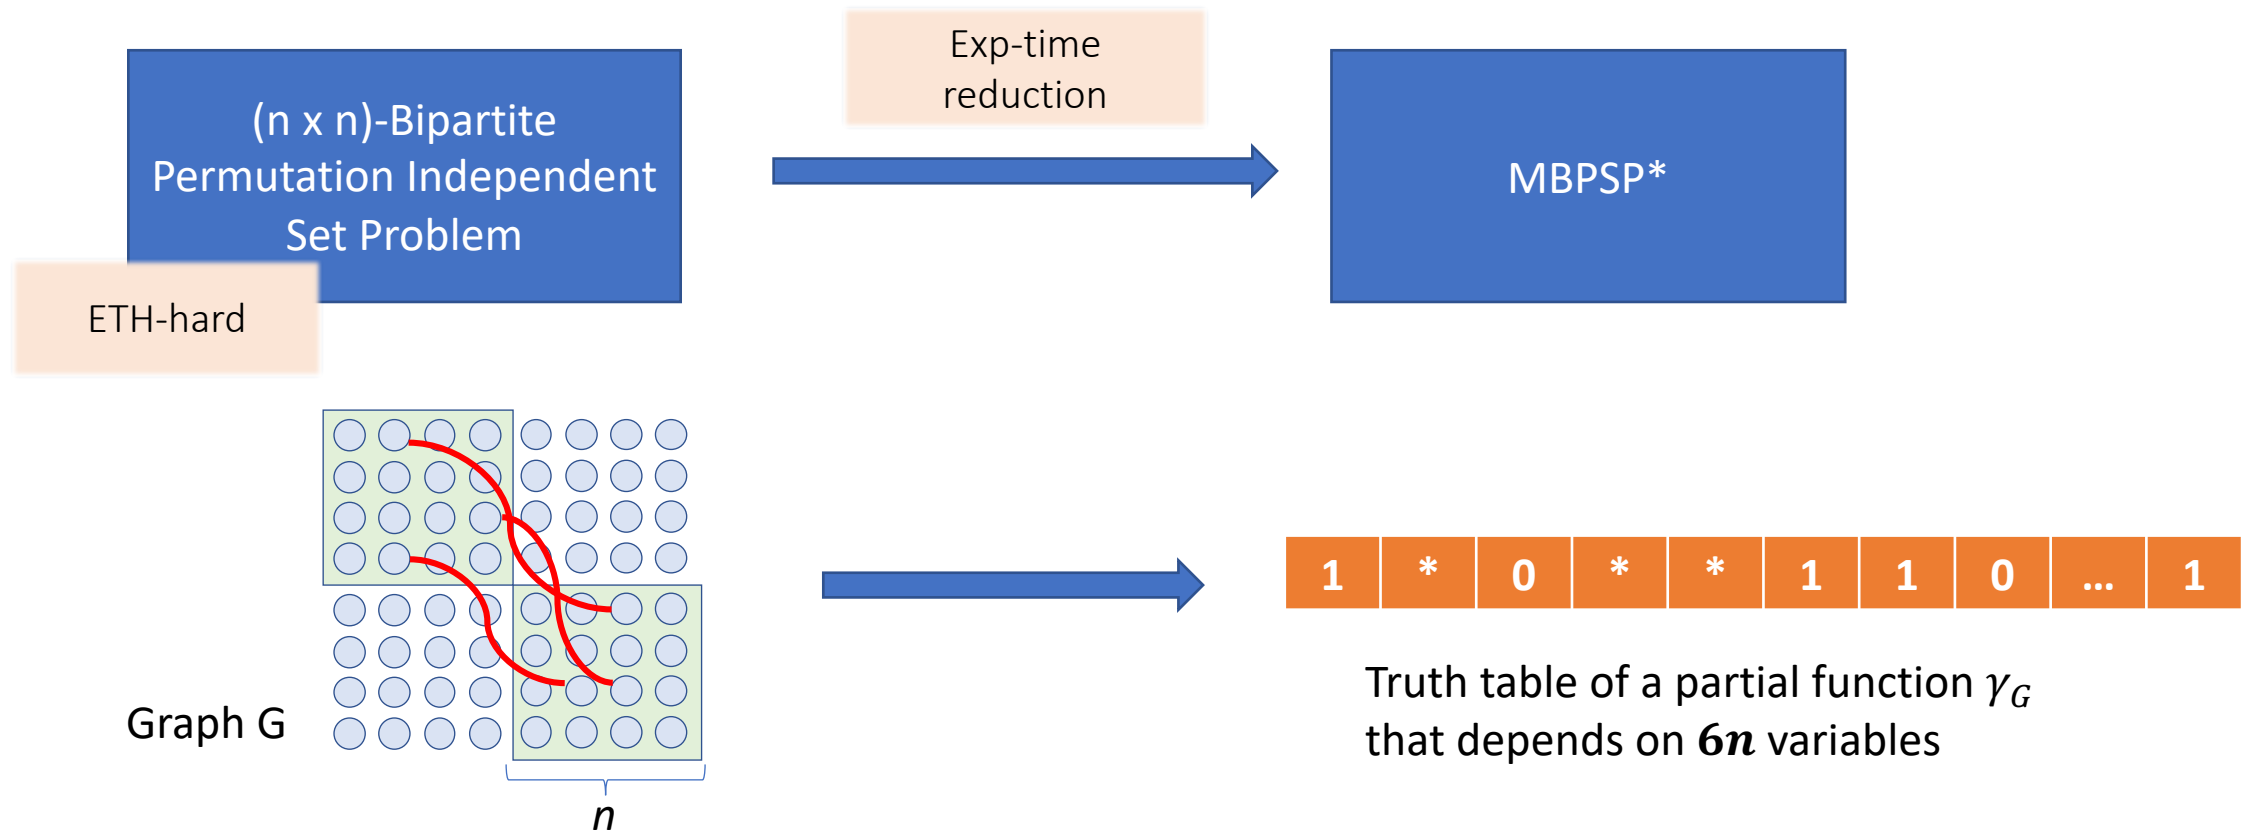 (n x n)-Bipartite
Permutation Independent
Set Problem
ETH-hard
Exp-time
reduction
MBPSP*
Graph G
n
1 * 0 * * 1 1 0 ... 1
Truth table of a partial function γ_G
that depends on 6n variables